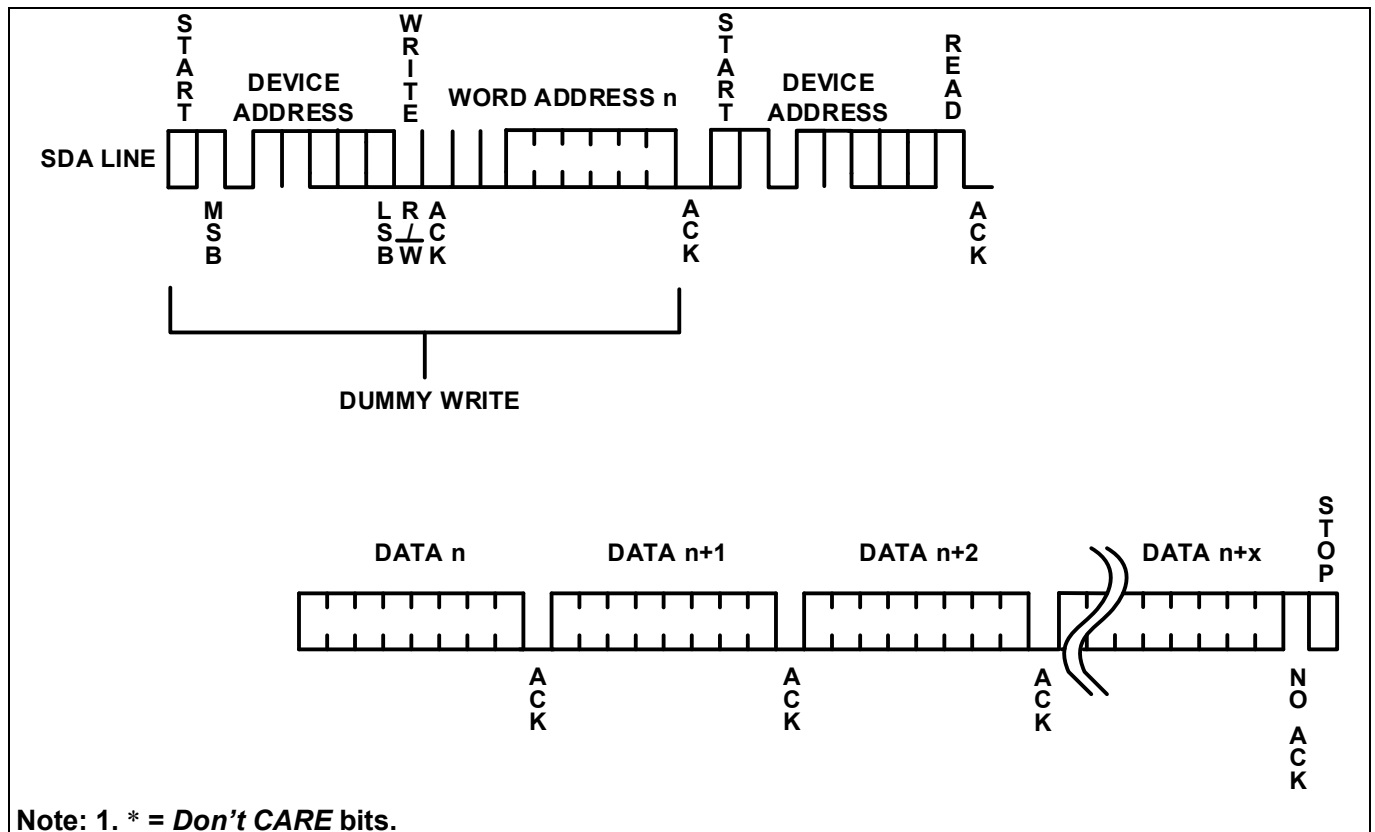 START
WRITE
START
READ
DEVICE
ADDRESS
WORD ADDRESS n
DEVICE
ADDRESS
SDA LINE
MSB
LSB
R/W
ACK
ACK
ACK
DUMMY WRITE
STOP
DATA n
DATA n+1
DATA n+2
DATA n+x
ACK
ACK
ACK
NO ACK
Note: 1. * = Don't CARE bits.